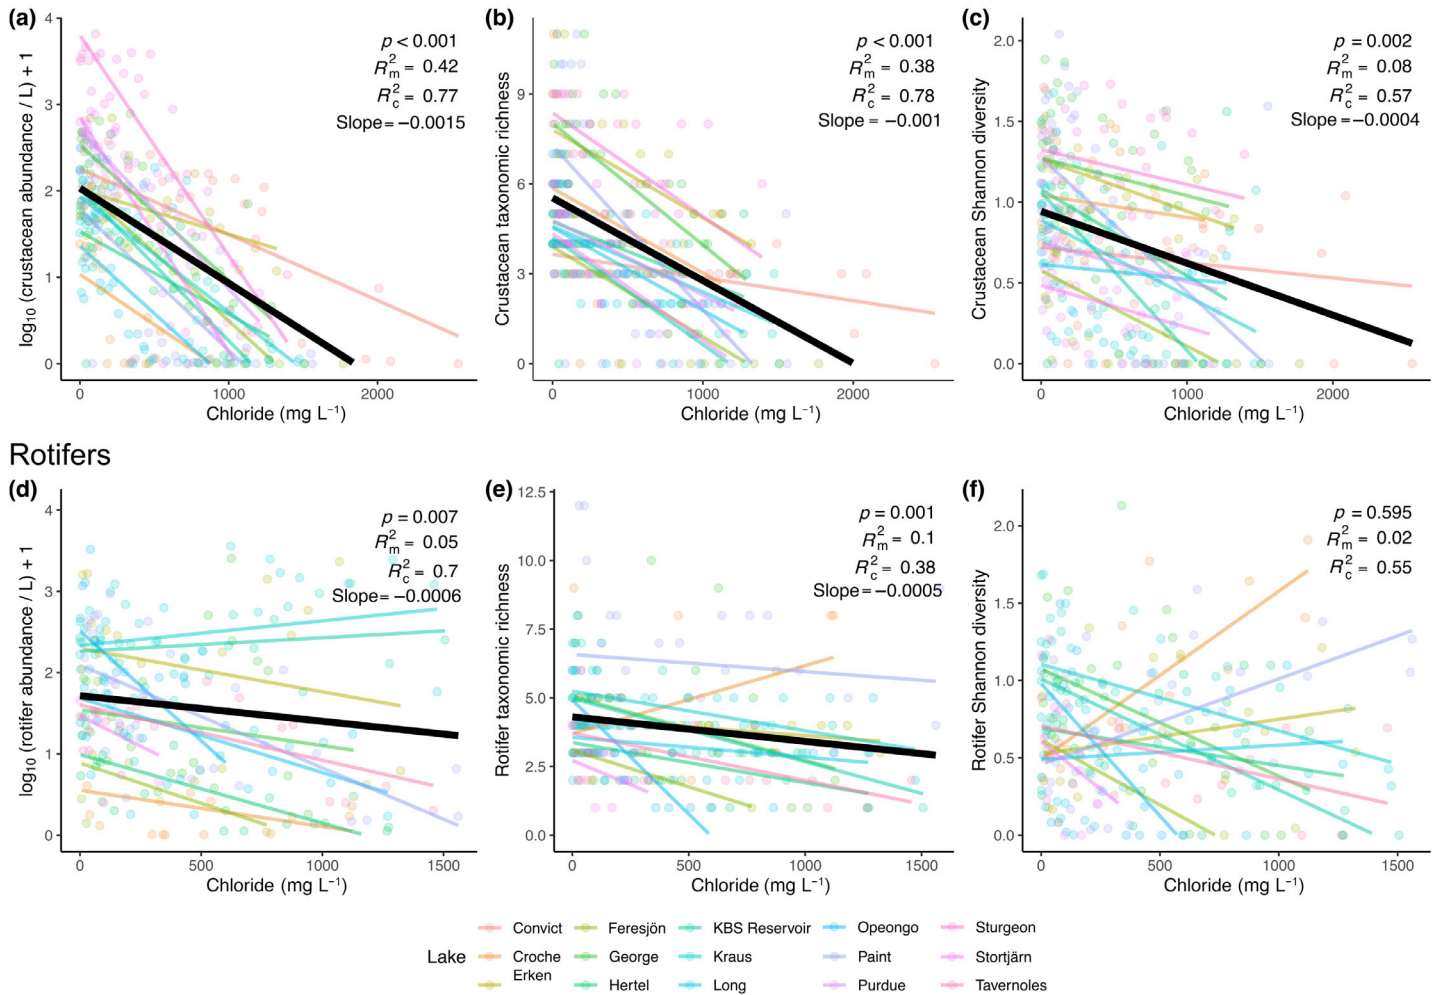 (a)
p < 0.001
R²m = 0.42
R²c = 0.77
Slope = −0.0015
4
3
2
1
0
log₁₀ (crustacean abundance / L) + 1
0 1000 2000
Chloride (mg L⁻¹)
(b)
p < 0.001
R²m = 0.38
R²c = 0.78
Slope = −0.001
9
6
3
0
Crustacean taxonomic richness
0 1000 2000
Chloride (mg L⁻¹)
(c)
p = 0.002
R²m = 0.08
R²c = 0.57
Slope = −0.0004
2.0
1.5
1.0
0.5
0.0
Crustacean Shannon diversity
0 1000 2000
Chloride (mg L⁻¹)
Rotifers
(d)
p = 0.007
R²m = 0.05
R²c = 0.7
Slope = −0.0006
4
3
2
1
0
log₁₀ (rotifer abundance / L) + 1
0 500 1000 1500
Chloride (mg L⁻¹)
(e)
p = 0.001
R²m = 0.1
R²c = 0.38
Slope = −0.0005
12.5
10.0
7.5
5.0
2.5
0.0
Rotifer taxonomic richness
0 500 1000 1500
Chloride (mg L⁻¹)
(f)
p = 0.595
R²m = 0.02
R²c = 0.55
2.0
1.5
1.0
0.5
0.0
Rotifer Shannon diversity
0 500 1000 1500
Chloride (mg L⁻¹)
Lake
Convict
Croche
Erken
Feresjön
George
Hertel
KBS Reservoir
Kraus
Long
Opeongo
Paint
Purdue
Sturgeon
Stortjärn
Tavernoles